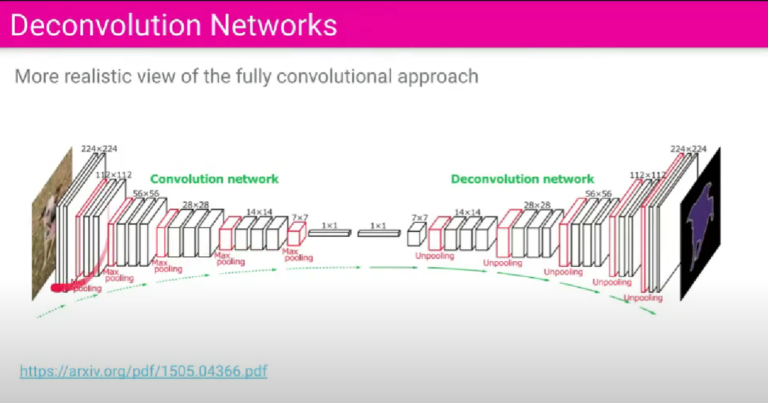 Deconvolution Networks
More realistic view of the fully convolutional approach
224×224
112×112
56×56
28×28
14×14
7×7
1×1
1×1
7×7
14×14
28×28
56×56
112×112
224×224
Convolution network
Deconvolution network
pooling
Max
pooling
Max
pooling
Max
pooling
Max
pooling
Unpooling
Unpooling
Unpooling
Unpooling
Unpooling
https://arxiv.org/pdf/1505.04366.pdf